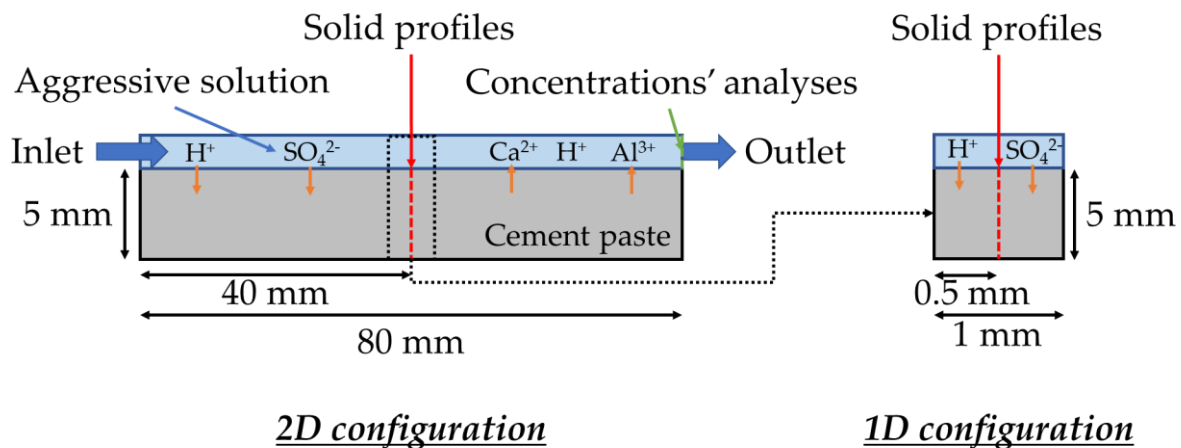 Solid profiles
Solid profiles
Aggressive solution
Concentrations' analyses
Inlet
H⁺
SO₄²⁻
Ca²⁺
H⁺
Al³⁺
Outlet
H⁺
SO₄²⁻
5 mm
Cement paste
5 mm
40 mm
0.5 mm
80 mm
1 mm
2D configuration
1D configuration